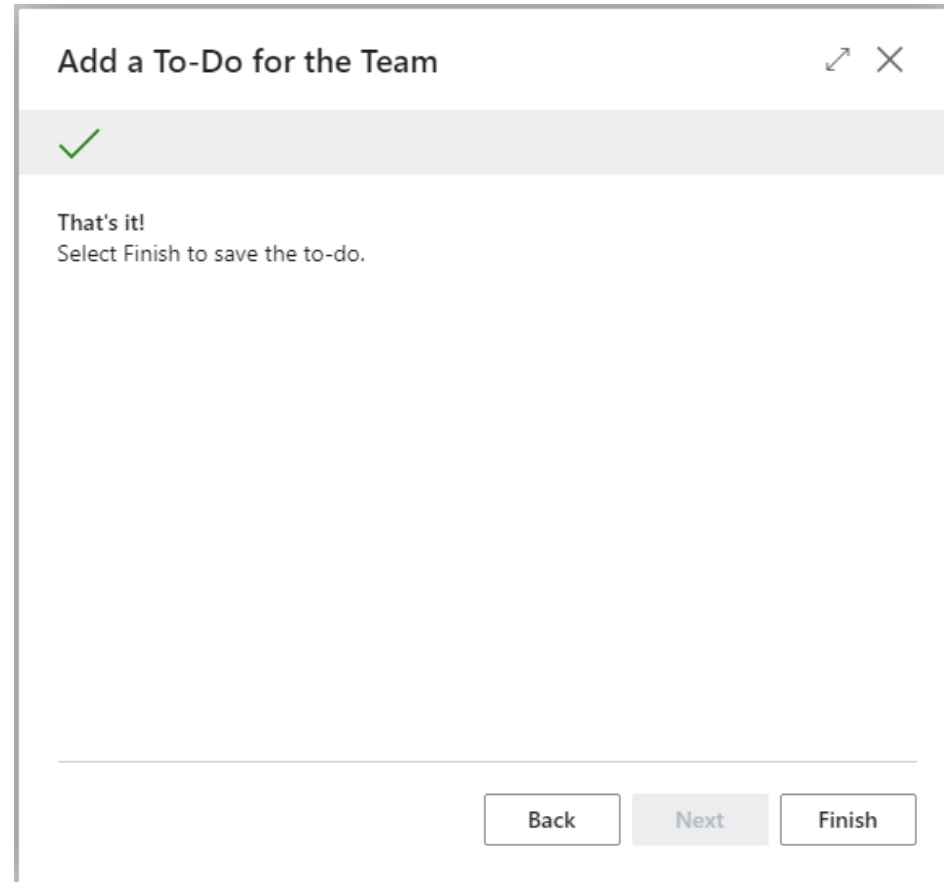 Add a To-Do for the Team
That's it!
Select Finish to save the to-do.
Back Next Finish